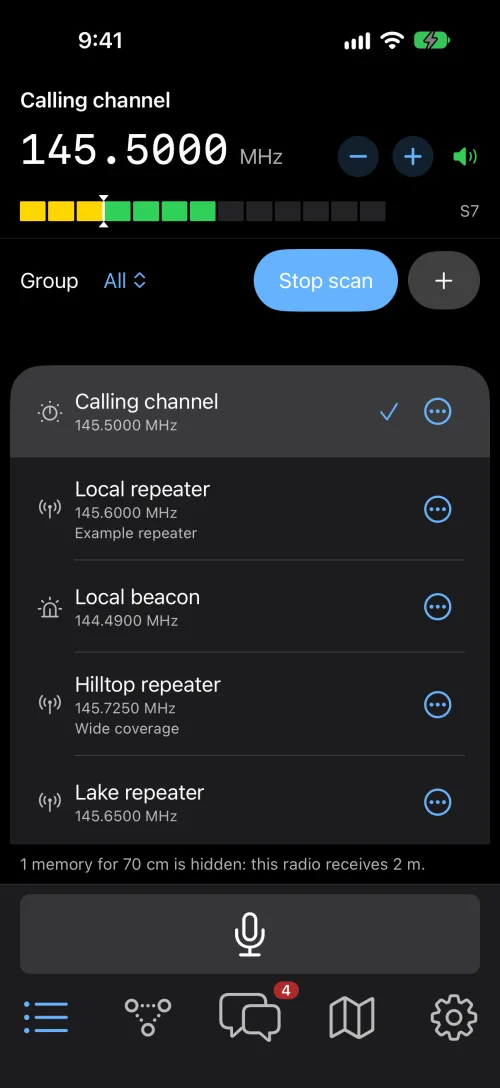 9:41
Calling channel
145.5000 MHz
S7
Group All Stop scan
Calling channel
145.5000 MHz
Local repeater
145.6000 MHz
Example repeater
Local beacon
144.4900 MHz
Hilltop repeater
145.7250 MHz
Wide coverage
Lake repeater
145.6500 MHz
1 memory for 70 cm is hidden: this radio receives 2 m.
4